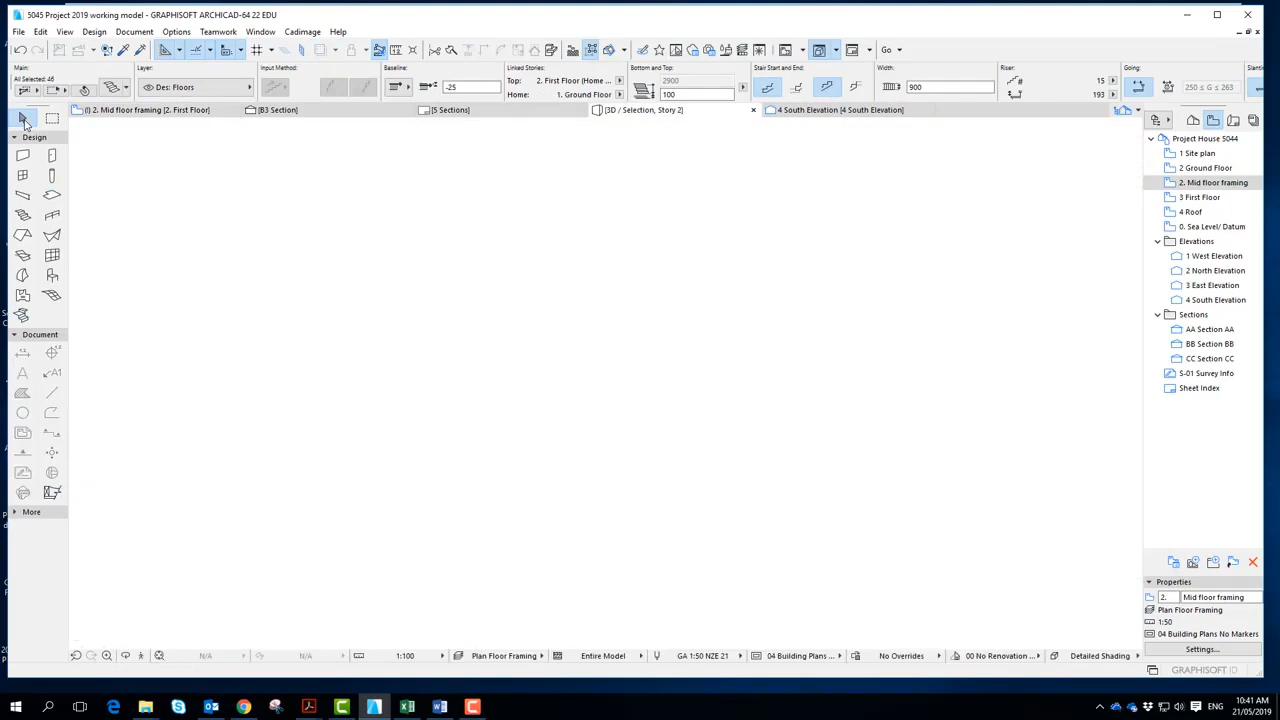 5045 Project 2019 working model - GRAPHISOFT ARCHICAD-64 22 EDU
File Edit View Design Document Options Teamwork Window Cadimage Help
Go
Main:
All Selected: 46
Layer:
Des: Floors
Input Method:
Baseline:
-25
Linked Stories:
Top: 2. First Floor (Home ...
Home: 1. Ground Floor
Bottom and Top:
2900
100
Stair Start and End:
Width:
900
Riser:
15
193
Going:
250 ≤ G ≤ 263
(I) 2. Mid floor framing [2. First Floor]
[B3 Section]
[5 Sections]
[3D / Selection, Story 2]
4 South Elevation [4 South Elevation]
Design
Document
More
Project House 5044
1 Site plan
2 Ground Floor
2. Mid floor framing
3 First Floor
4 Roof
0. Sea Level/ Datum
Elevations
1 West Elevation
2 North Elevation
3 East Elevation
4 South Elevation
Sections
AA Section AA
BB Section BB
CC Section CC
S-01 Survey Info
Sheet Index
Properties
2. Mid floor framing
Plan Floor Framing
1:50
04 Building Plans No Markers
Settings...
GRAPHISOFT ID
N/A
N/A
1:100
Plan Floor Framing
Entire Model
GA 1:50 NZE 21
04 Building Plans ...
No Overrides
00 No Renovation ...
Detailed Shading
ENG
10:41 AM
21/05/2019